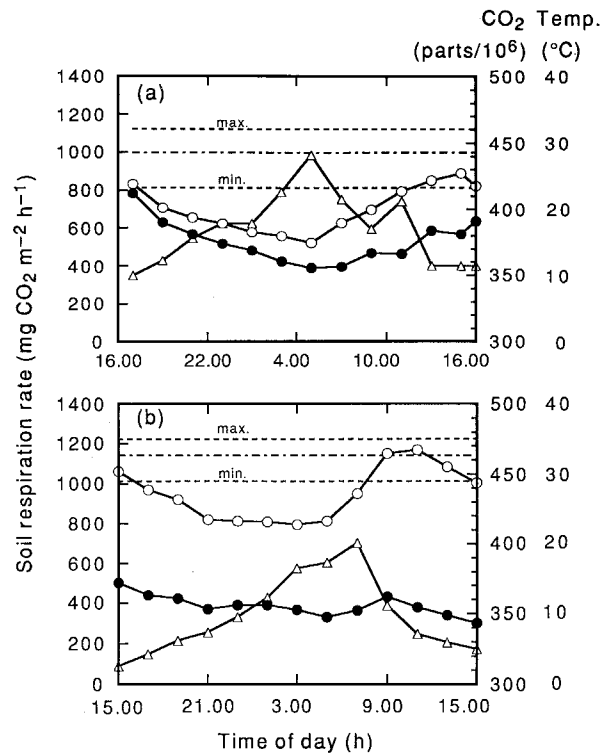 CO2 Temp.
(parts/10⁶) (°C)
Soil respiration rate (mg CO2 m⁻² h⁻¹)
1400 (a) 500 40
1200 max. 450 30
1000
800 min. 400 20
600
400 350 10
200
0 300 0
16.00 22.00 4.00 10.00 16.00
1400 (b) 500 40
1200 max.
1000 min. 450 30
800 400 20
600
400 350 10
200
0 300 0
15.00 21.00 3.00 9.00 15.00
Time of day (h)